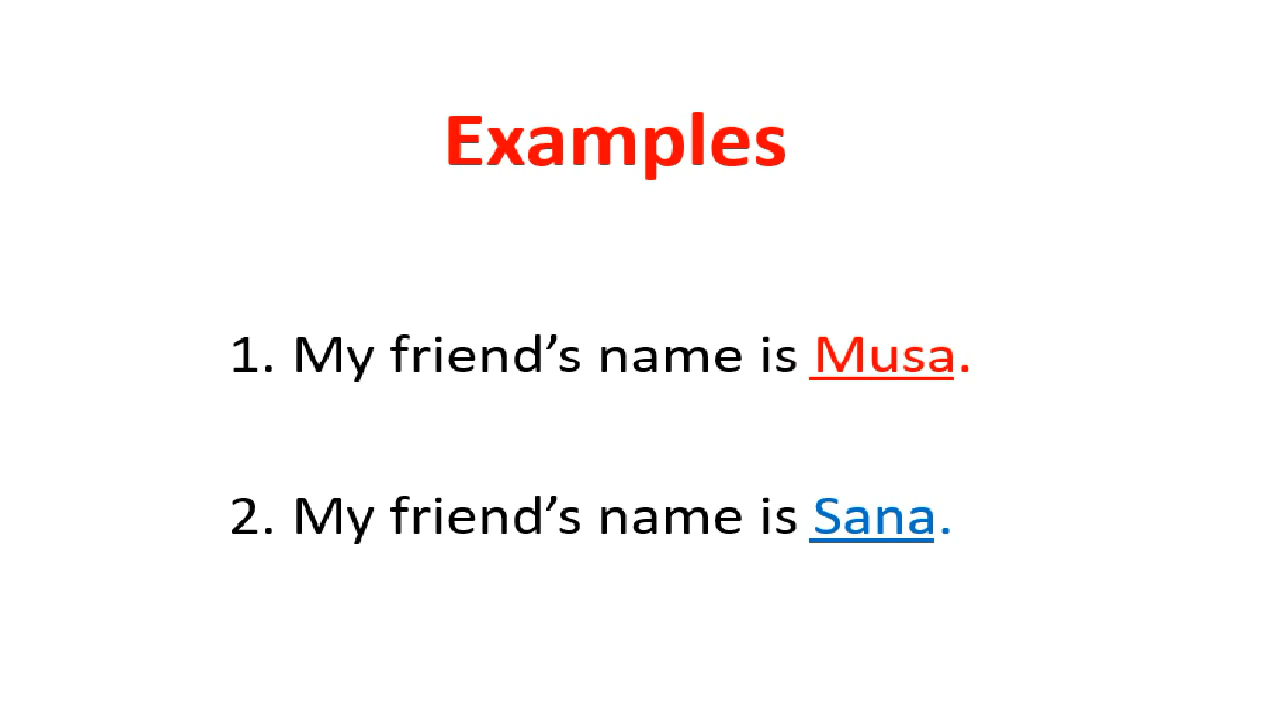 Examples
1. My friend’s name is Musa.
2. My friend’s name is Sana.